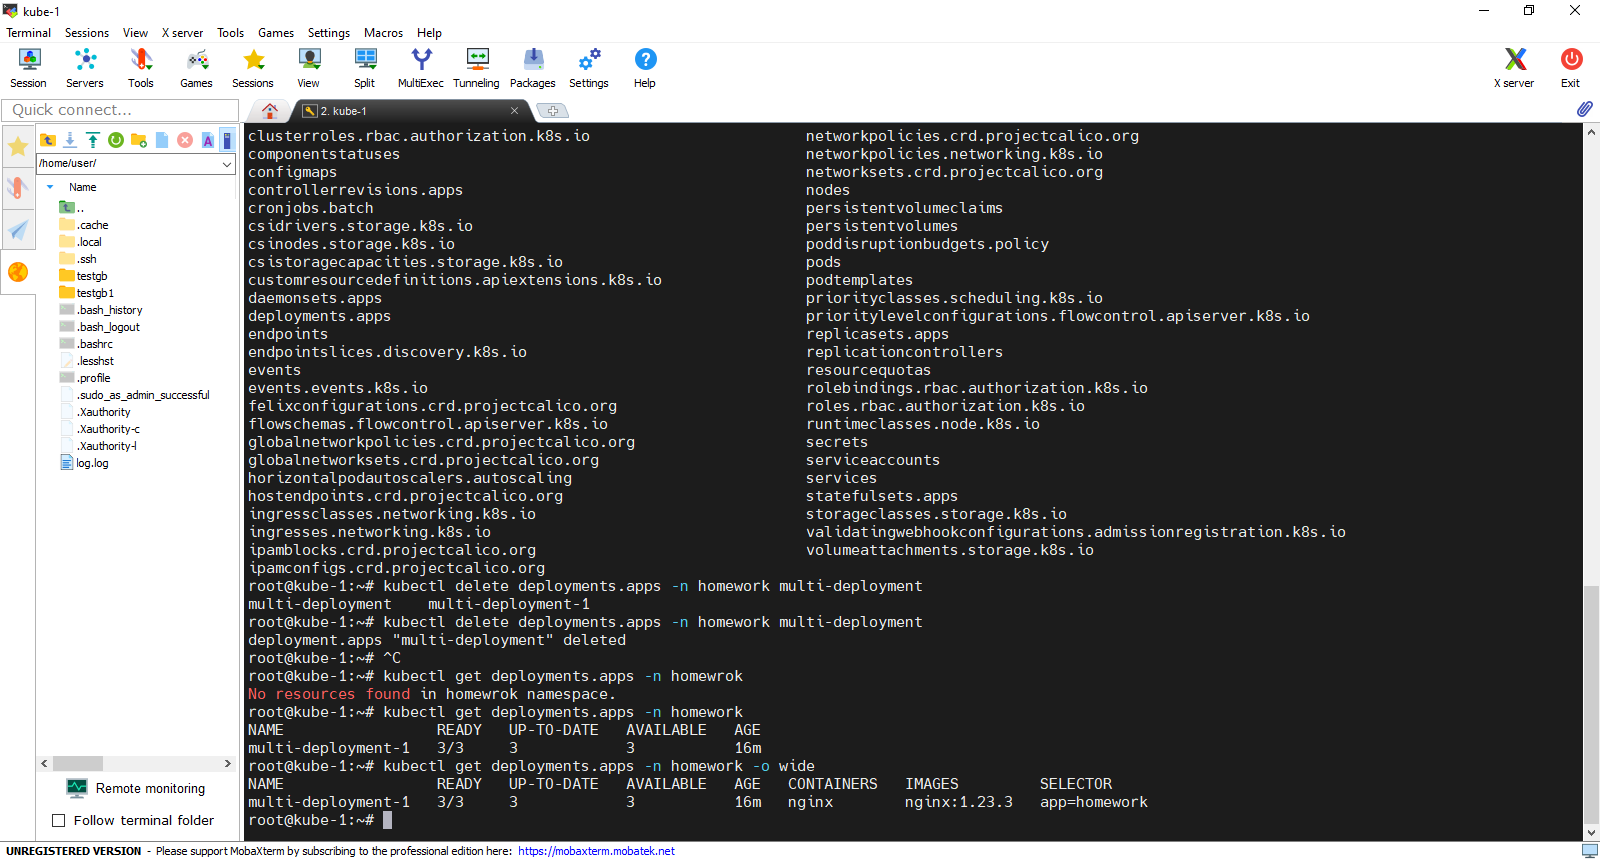 kube-1
Terminal Sessions View X server Tools Games Settings Macros Help
Session Servers Tools Games Sessions View Split MultiExec Tunneling Packages Settings Help X server Exit
Quick connect...
2. kube-1
/home/user/
Name
..
.cache
.local
.ssh
testgb
testgb1
.bash_history
.bash_logout
.bashrc
.lesshst
.profile
.sudo_as_admin_successful
.Xauthority
.Xauthority-c
.Xauthority-l
log.log
Remote monitoring
Follow terminal folder
clusterroles.rbac.authorization.k8s.io networkpolicies.crd.projectcalico.org
componentstatuses networkpolicies.networking.k8s.io
configmaps networksets.crd.projectcalico.org
controllerrevisions.apps nodes
cronjobs.batch persistentvolumeclaims
csidrivers.storage.k8s.io persistentvolumes
csinodes.storage.k8s.io poddisruptionbudgets.policy
csistoragecapacities.storage.k8s.io pods
customresourcedefinitions.apiextensions.k8s.io podtemplates
daemonsets.apps priorityclasses.scheduling.k8s.io
deployments.apps prioritylevelconfigurations.flowcontrol.apiserver.k8s.io
endpoints replicasets.apps
endpointslices.discovery.k8s.io replicationcontrollers
events resourcequotas
events.events.k8s.io rolebindings.rbac.authorization.k8s.io
felixconfigurations.crd.projectcalico.org roles.rbac.authorization.k8s.io
flowschemas.flowcontrol.apiserver.k8s.io runtimeclasses.node.k8s.io
globalnetworkpolicies.crd.projectcalico.org secrets
globalnetworksets.crd.projectcalico.org serviceaccounts
horizontalpodautoscalers.autoscaling services
hostendpoints.crd.projectcalico.org statefulsets.apps
ingressclasses.networking.k8s.io storageclasses.storage.k8s.io
ingresses.networking.k8s.io validatingwebhookconfigurations.admissionregistration.k8s.io
ipamblocks.crd.projectcalico.org volumeattachments.storage.k8s.io
ipamconfigs.crd.projectcalico.org
root@kube-1:~# kubectl delete deployments.apps -n homework multi-deployment
multi-deployment multi-deployment-1
root@kube-1:~# kubectl delete deployments.apps -n homework multi-deployment
deployment.apps "multi-deployment" deleted
root@kube-1:~# ^C
root@kube-1:~# kubectl get deployments.apps -n homewrok
No resources found in homewrok namespace.
root@kube-1:~# kubectl get deployments.apps -n homework
NAME READY UP-TO-DATE AVAILABLE AGE
multi-deployment-1 3/3 3 3 16m
root@kube-1:~# kubectl get deployments.apps -n homework -o wide
NAME READY UP-TO-DATE AVAILABLE AGE CONTAINERS IMAGES SELECTOR
multi-deployment-1 3/3 3 3 16m nginx nginx:1.23.3 app=homework
root@kube-1:~#
UNREGISTERED VERSION - Please support MobaXterm by subscribing to the professional edition here: https://mobaxterm.mobatek.net